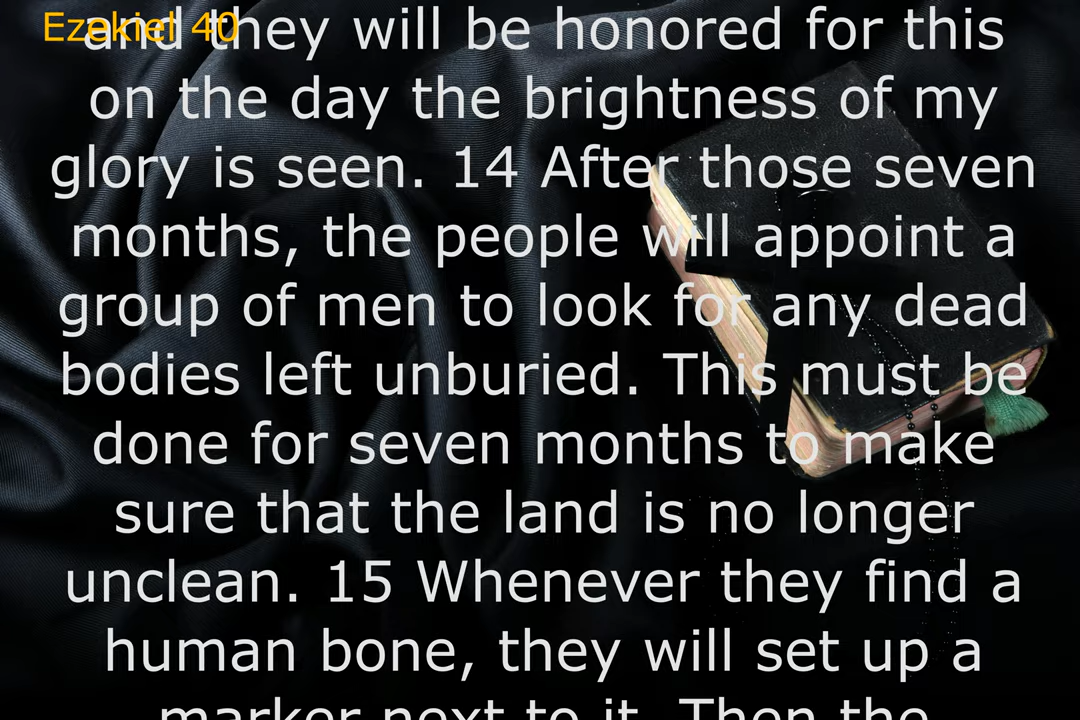 Ezekiel 40
and they will be honored for this
on the day the brightness of my
glory is seen. 14 After those seven
months, the people will appoint a
group of men to look for any dead
bodies left unburied. This must be
done for seven months to make
sure that the land is no longer
unclean. 15 Whenever they find a
human bone, they will set up a
marker next to it. Then the